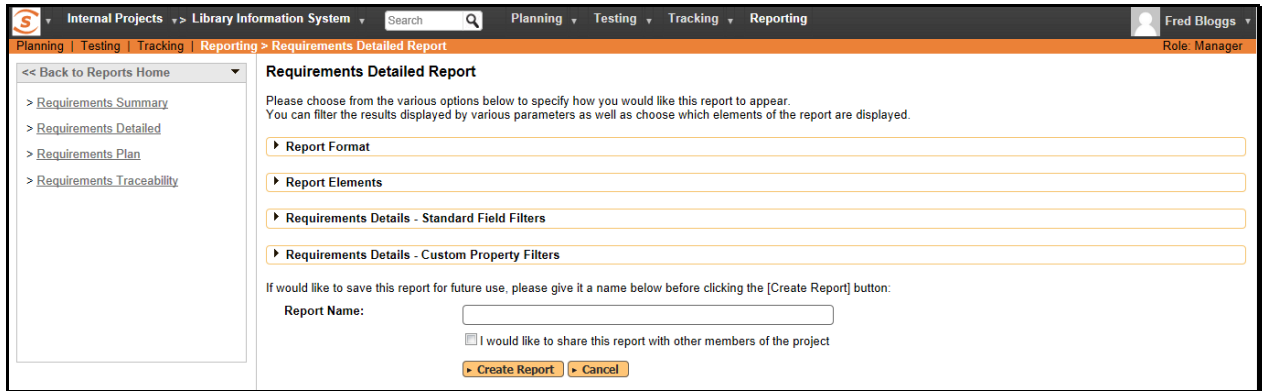 S Internal Projects > Library Information System Search Planning Testing Tracking Reporting Fred Bloggs
Planning | Testing | Tracking | Reporting > Requirements Detailed Report Role: Manager
<< Back to Reports Home
> Requirements Summary
> Requirements Detailed
> Requirements Plan
> Requirements Traceability
Requirements Detailed Report
Please choose from the various options below to specify how you would like this report to appear.
You can filter the results displayed by various parameters as well as choose which elements of the report are displayed.
Report Format
Report Elements
Requirements Details - Standard Field Filters
Requirements Details - Custom Property Filters
If would like to save this report for future use, please give it a name below before clicking the [Create Report] button:
Report Name:
I would like to share this report with other members of the project
Create Report Cancel